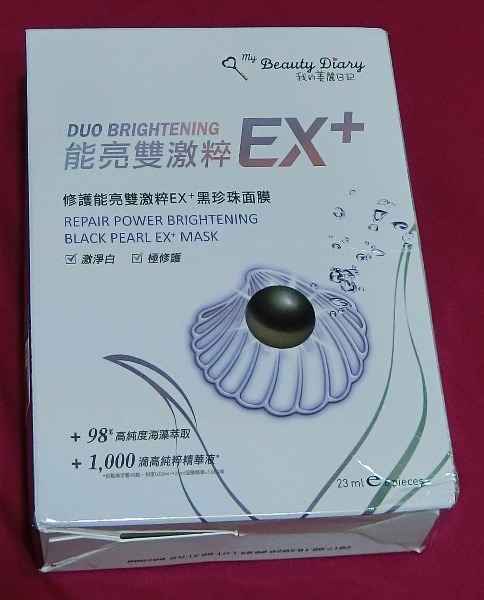 my Beauty Diary
我的美麗日記
DUO BRIGHTENING
能亮雙激粹EX+
修護能亮雙激粹EX+黑珍珠面膜
REPAIR POWER BRIGHTENING
BLACK PEARL EX+ MASK
激淨白 極修護
+ 98% 高純度海藻萃取
+ 1,000 滴高純粹精華液*
23 ml e pieces